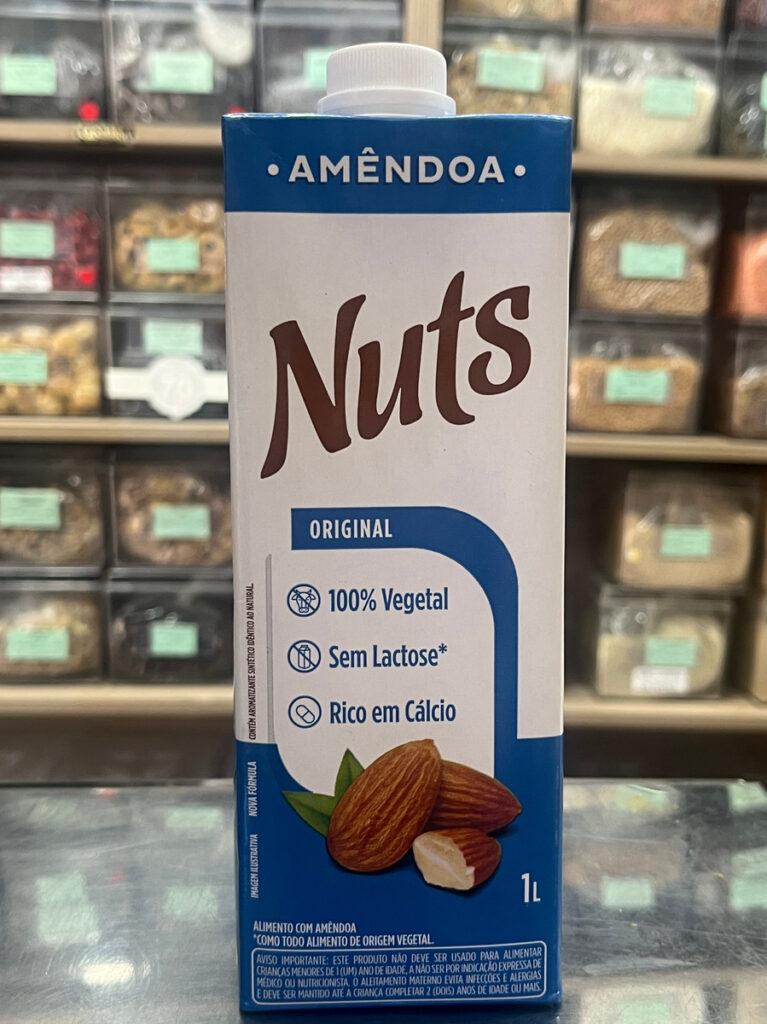 • AMÊNDOA •
Nuts
ORIGINAL
100% Vegetal
Sem Lactose*
Rico em Cálcio
CONTÉM AROMATIZANTE SINTÉTICO IDÊNTICO AO NATURAL.
NOVA FÓRMULA
IMAGEM ILUSTRATIVA
1L
ALIMENTO COM AMÊNDOA
*COMO TODO ALIMENTO DE ORIGEM VEGETAL.
AVISO IMPORTANTE: ESTE PRODUTO NÃO DEVE SER USADO PARA ALIMENTAR
CRIANÇAS MENORES DE 1 (UM) ANO DE IDADE, A NÃO SER POR INDICAÇÃO EXPRESSA DE
MÉDICO OU NUTRICIONISTA. O ALEITAMENTO MATERNO EVITA INFECÇÕES E ALERGIAS
E DEVE SER MANTIDO ATÉ A CRIANÇA COMPLETAR 2 (DOIS) ANOS DE IDADE OU MAIS.